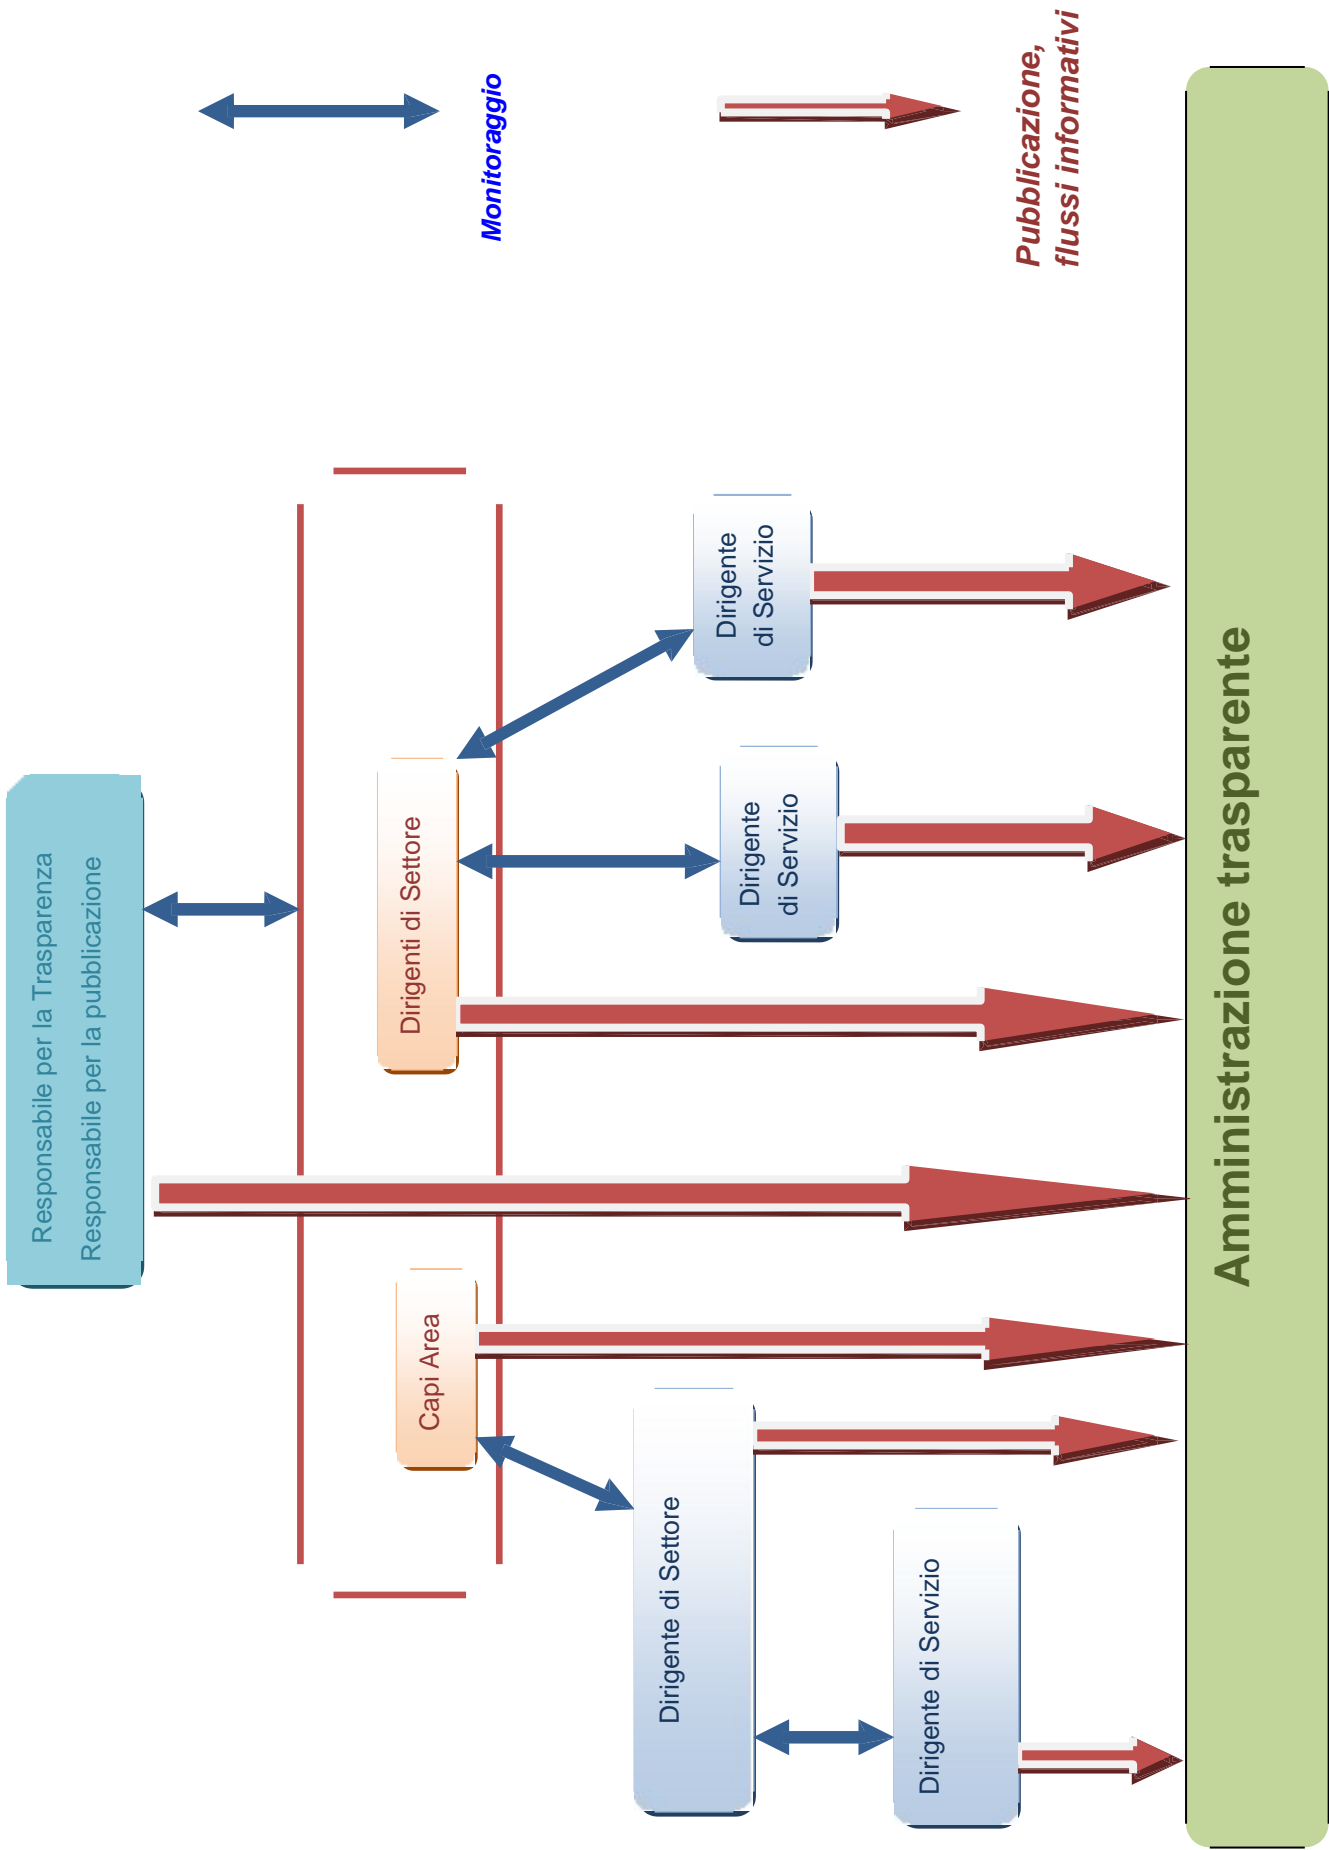 Responsabile per la Trasparenza
Responsabile per la pubblicazione
Dirigenti di Settore
Capi Area
Monitoraggio
Dirigente di Settore
Dirigente
di Servizio
Dirigente
di Servizio
Dirigente di Servizio
Pubblicazione,
flussi informativi
Amministrazione trasparente